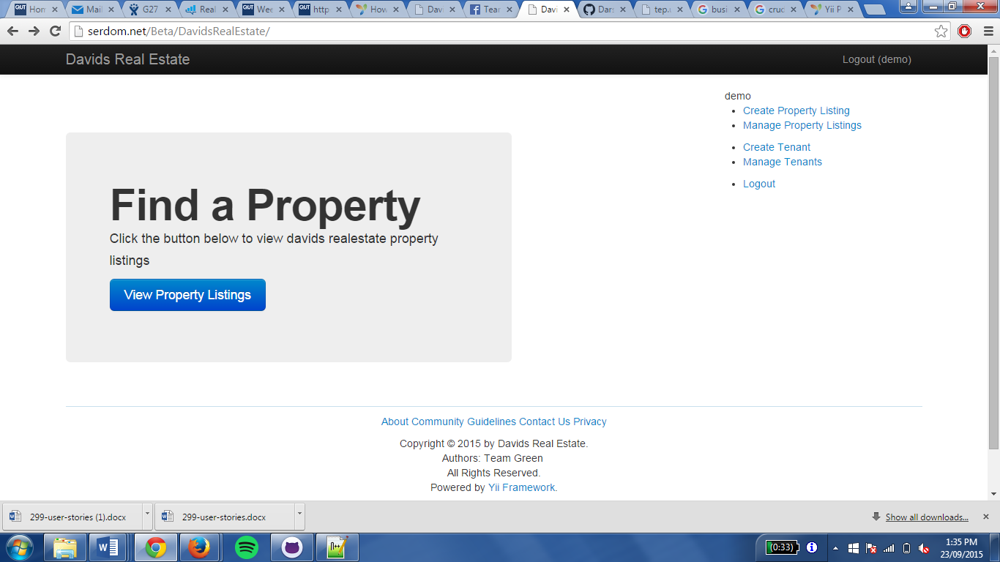 Hom
Mail
G27
Real
Wee
http
How
Dav
Tear
Davi
Dars
tep.
busi
cruc
Yii P
serdom.net/Beta/DavidsRealEstate/
Davids Real Estate
Logout (demo)
demo
Create Property Listing
Manage Property Listings
Create Tenant
Manage Tenants
Logout
Find a Property
Click the button below to view davids realestate property
listings
View Property Listings
About Community Guidelines Contact Us Privacy
Copyright © 2015 by Davids Real Estate.
Authors: Team Green
All Rights Reserved.
Powered by Yii Framework.
299-user-stories (1).docx
299-user-stories.docx
Show all downloads...
(0:33)
1:35 PM
23/09/2015